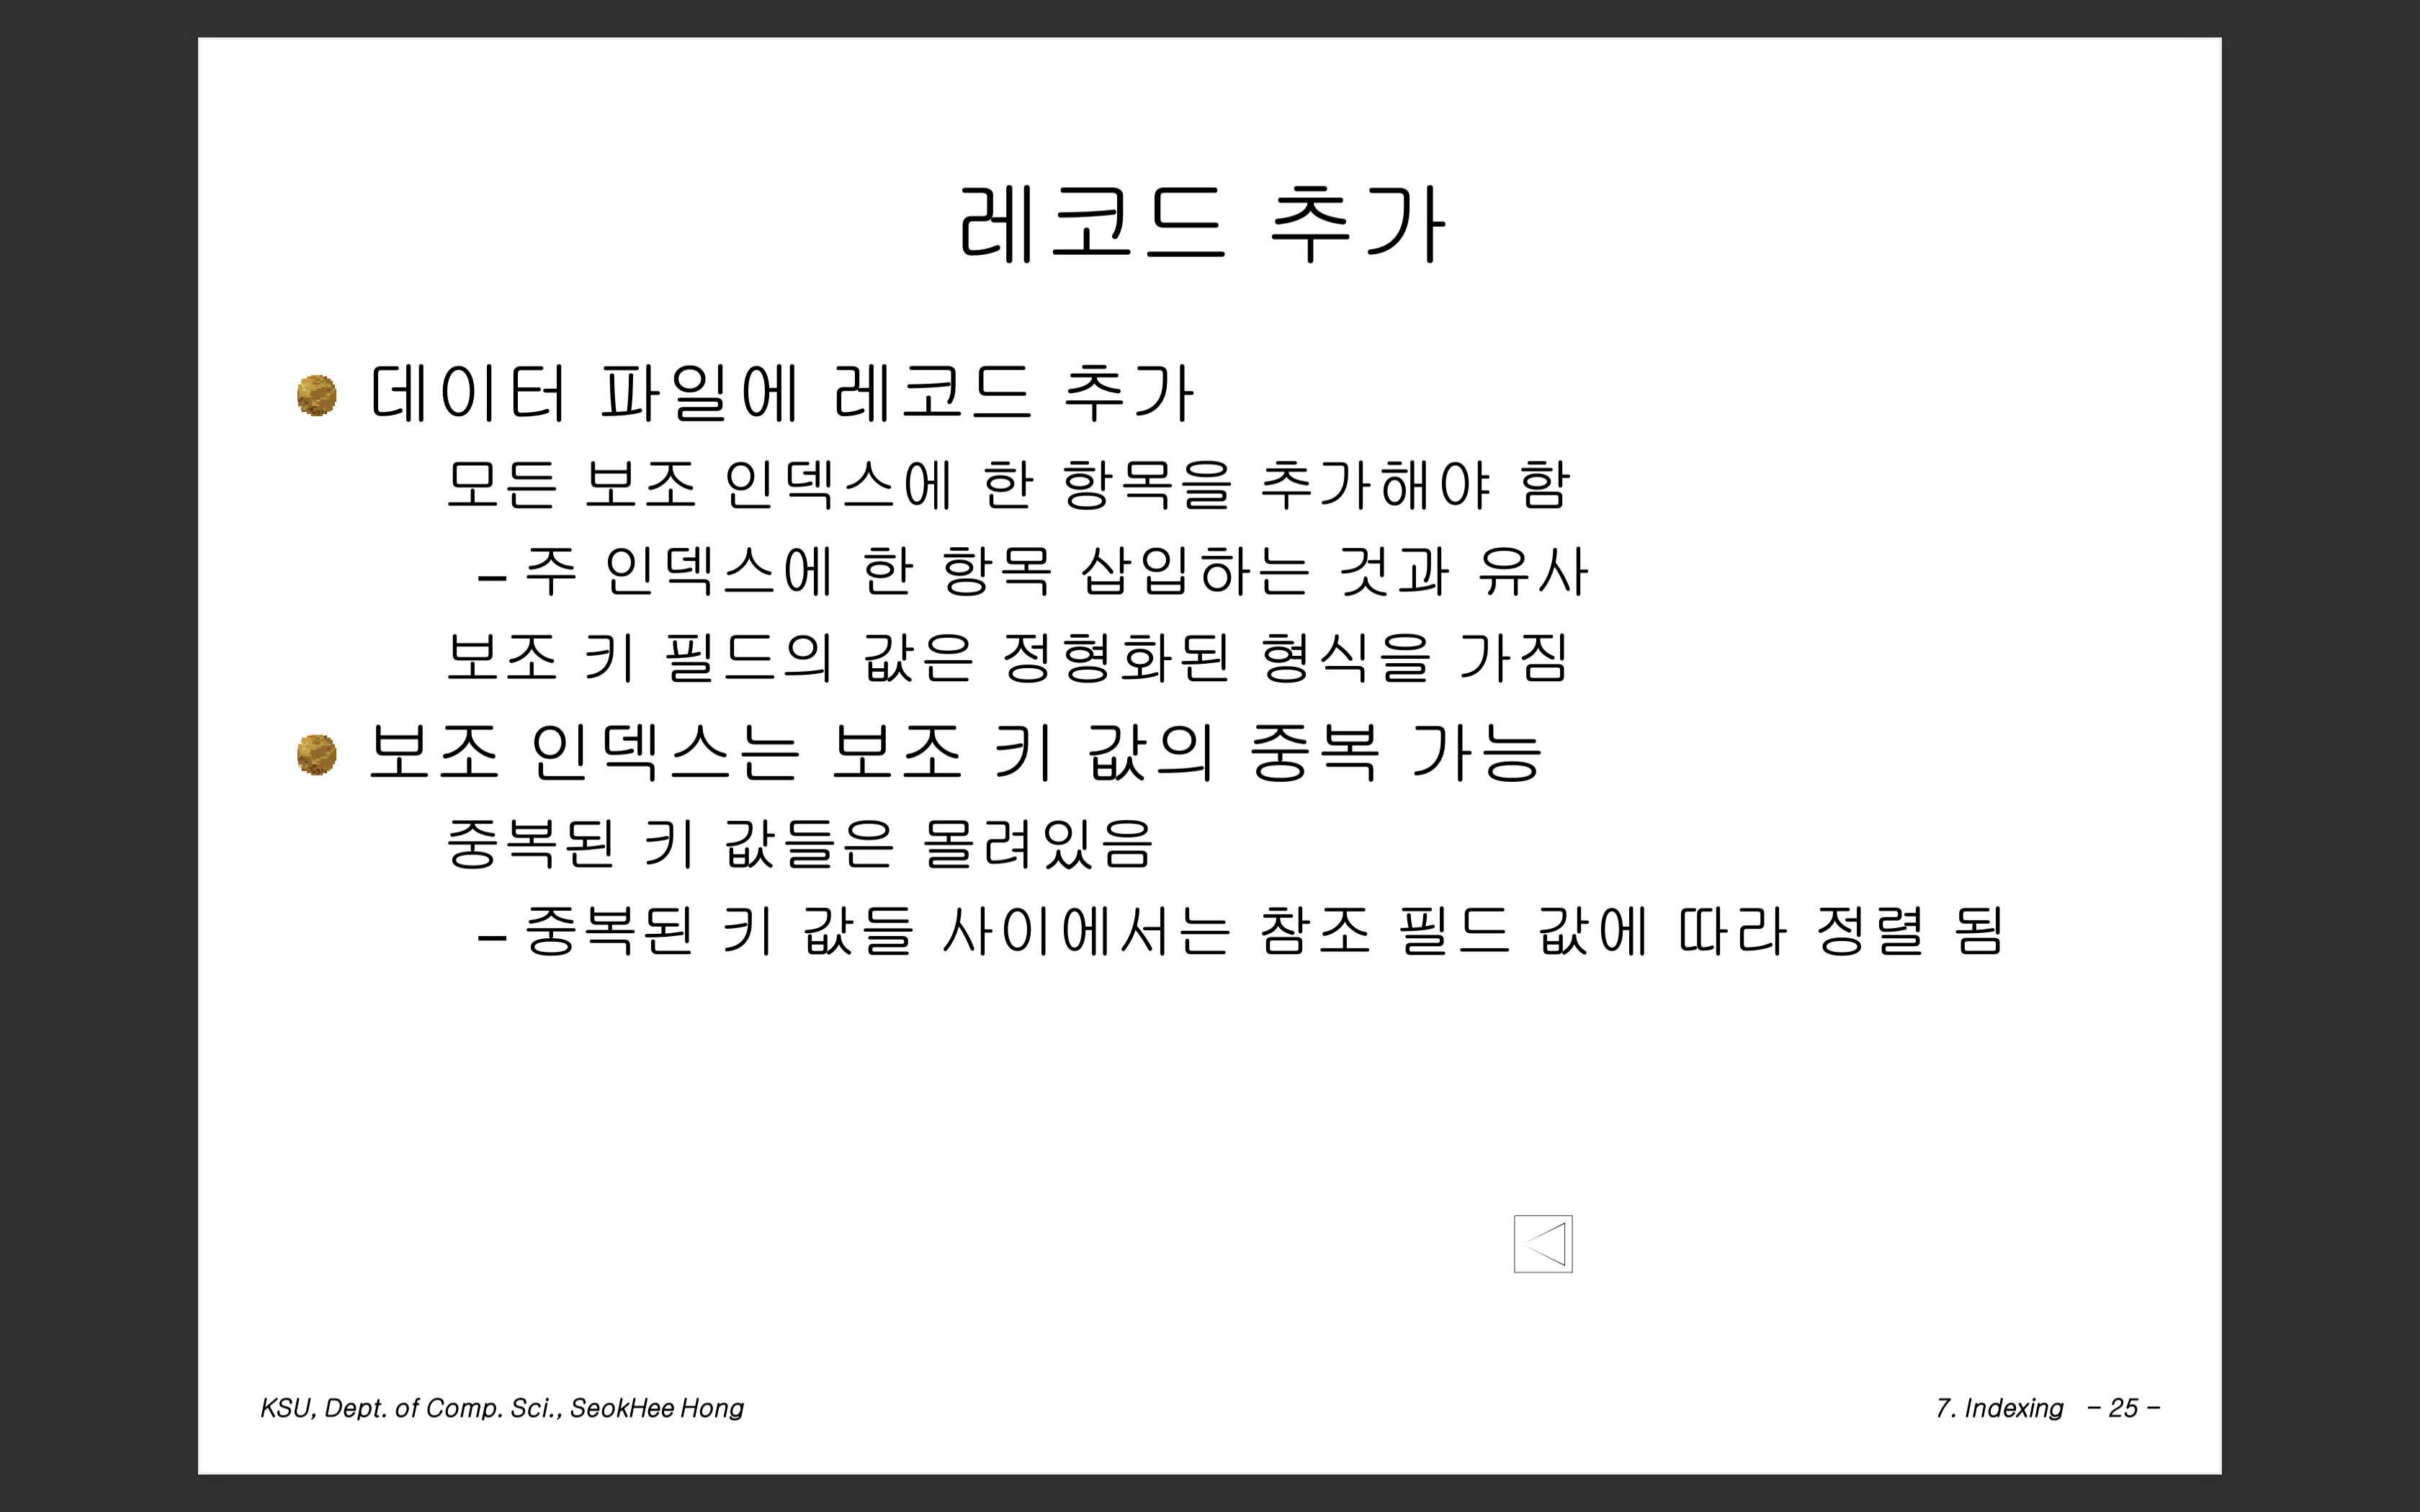 레코드 추가
데이터 파일에 레코드 추가
모든 보조 인덱스에 한 항목을 추가해야 함
– 주 인덱스에 한 항목 삽입하는 것과 유사
보조 키 필드의 값은 정형화된 형식을 가짐
보조 인덱스는 보조 키 값의 중복 가능
중복된 키 값들은 몰려있음
– 중복된 키 값들 사이에서는 참조 필드 값에 따라 정렬 됨
KSU, Dept. of Comp. Sci., SeokHee Hong
7. Indexing – 25 –